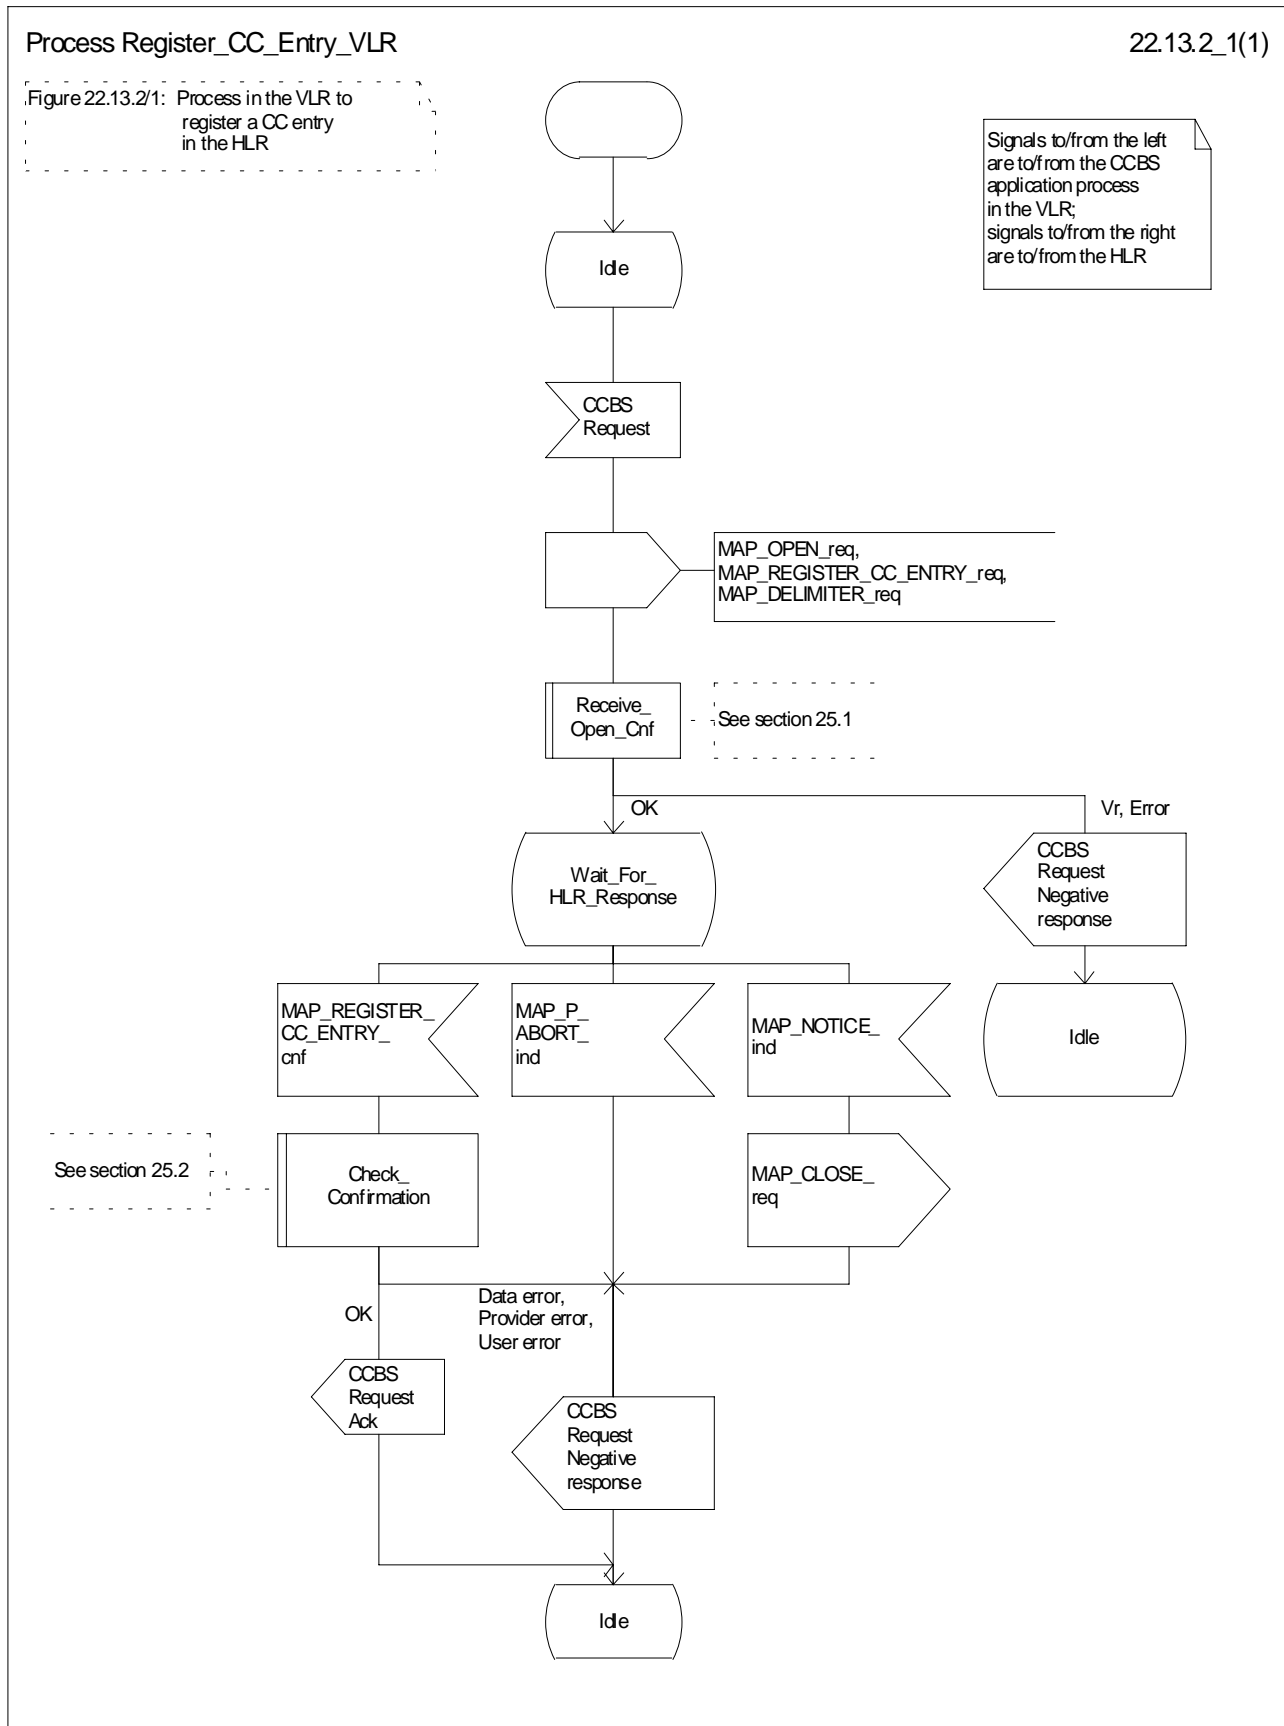 Process Register_CC_Entry_VLR
22.13.2_1(1)
Figure 22.13.2/1: Process in the VLR to
register a CC entry
in the HLR
Signals to/from the left
are to/from the CCBS
application process
in the VLR;
signals to/from the right
are to/from the HLR
Idle
CCBS
Request
MAP_OPEN_req,
MAP_REGISTER_CC_ENTRY_req,
MAP_DELIMITER_req
Receive_
Open_Cnf
See section 25.1
OK
Vr, Error
Wait_For_
HLR_Response
CCBS
Request
Negative
response
MAP_REGISTER_
CC_ENTRY_
cnf
MAP_P_
ABORT_
ind
MAP_NOTICE_
ind
Idle
See section 25.2
Check_
Confirmation
MAP_CLOSE_
req
OK
Data error,
Provider error,
User error
CCBS
Request
Ack
CCBS
Request
Negative
response
Idle